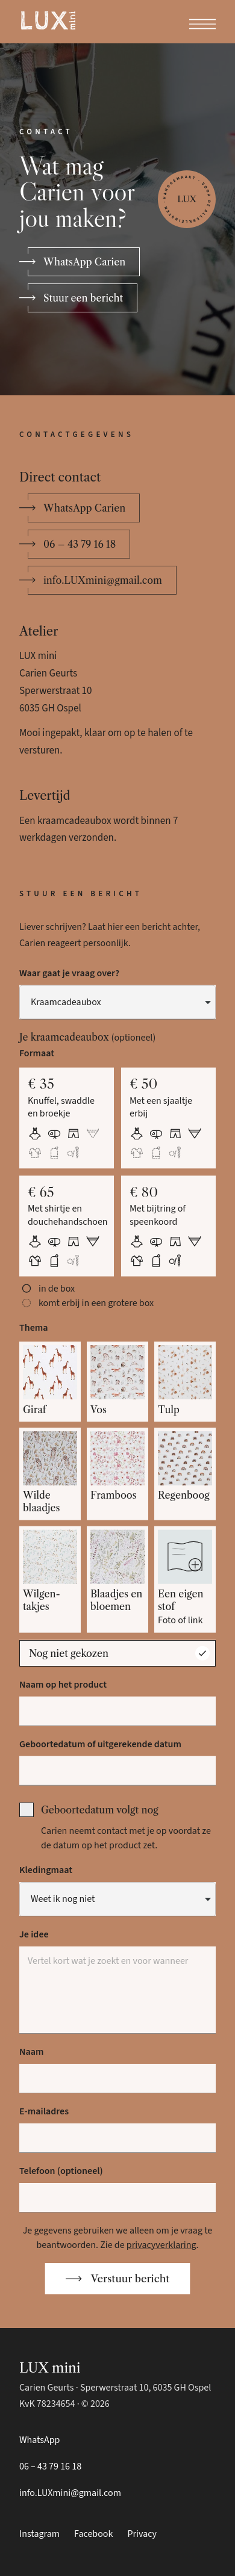 LUX mini
CONTACT
Wat mag
Carien voor
jou maken?
LUX
WhatsApp Carien
Stuur een bericht
LUX
CONTACTGEGEVENS
Direct contact
WhatsApp Carien
06 – 43 79 16 18
info.LUXmini@gmail.com
Atelier
LUX mini
Carien Geurts
Sperwerstraat 10
6035 GH Ospel
Mooi ingepakt, klaar om op te halen of te
versturen.
Levertijd
Een kraamcadeaubox wordt binnen 7
werkdagen verzonden.
STUUR EEN BERICHT
Liever schrijven? Laat hier een bericht achter,
Carien reageert persoonlijk.
Waar gaat je vraag over?
Kraamcadeaubox
Je kraamcadeaubox (optioneel)
Formaat
€ 35
Knuffel, swaddle
en broekje
€ 50
Met een sjaaltje
erbij
€ 65
Met shirtje en
douchehandschoen
€ 80
Met bijtring of
speenkoord
in de box
komt erbij in een grotere box
Thema
Giraf
Vos
Tulp
Wilde
blaadjes
Framboos
Regenboog
Wilgen-
takjes
Blaadjes en
bloemen
Een eigen
stof
Foto of link
Nog niet gekozen
Naam op het product
Geboortedatum of uitgerekende datum
Geboortedatum volgt nog
Carien neemt contact met je op voordat ze
de datum op het product zet.
Kledingmaat
Weet ik nog niet
Je idee
Vertel kort wat je zoekt en voor wanneer
Naam
E-mailadres
Telefoon (optioneel)
Je gegevens gebruiken we alleen om je vraag te
beantwoorden. Zie de privacyverklaring.
Verstuur bericht
LUX mini
Carien Geurts · Sperwerstraat 10, 6035 GH Ospel
KvK 78234654 · © 2026
WhatsApp
06 – 43 79 16 18
info.LUXmini@gmail.com
Instagram Facebook Privacy